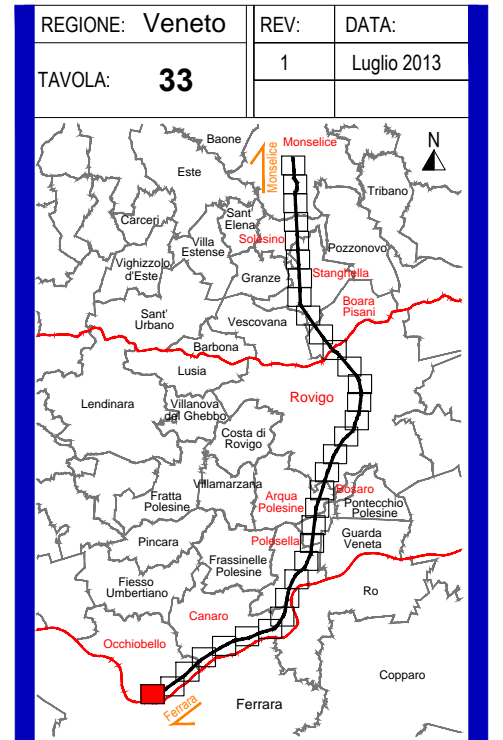 REGIONE: Veneto
REV:
DATA:
TAVOLA: 33
1
Luglio 2013
Baone
Monselice
N
Monselice
Este
Tribano
Carceri
Sant'
Elena
Solesino
Villa
Estense
Pozzonovo
Vighizzolo
d'Este
Granze
Stanghella
Boara
Pisani
Sant'
Urbano
Vescovana
Barbona
Lusia
Rovigo
Lendinara
Villanova
del Ghebbo
Costa di
Rovigo
Villamarzana
Fratta
Polesine
Arqua
Polesine
Bosaro
Pontecchio
Polesine
Pincara
Polesella
Guarda
Veneta
Frassinelle
Polesine
Fiesso
Umbertiano
Ro
Canaro
Occhiobello
Copparo
Ferrara
Ferrara